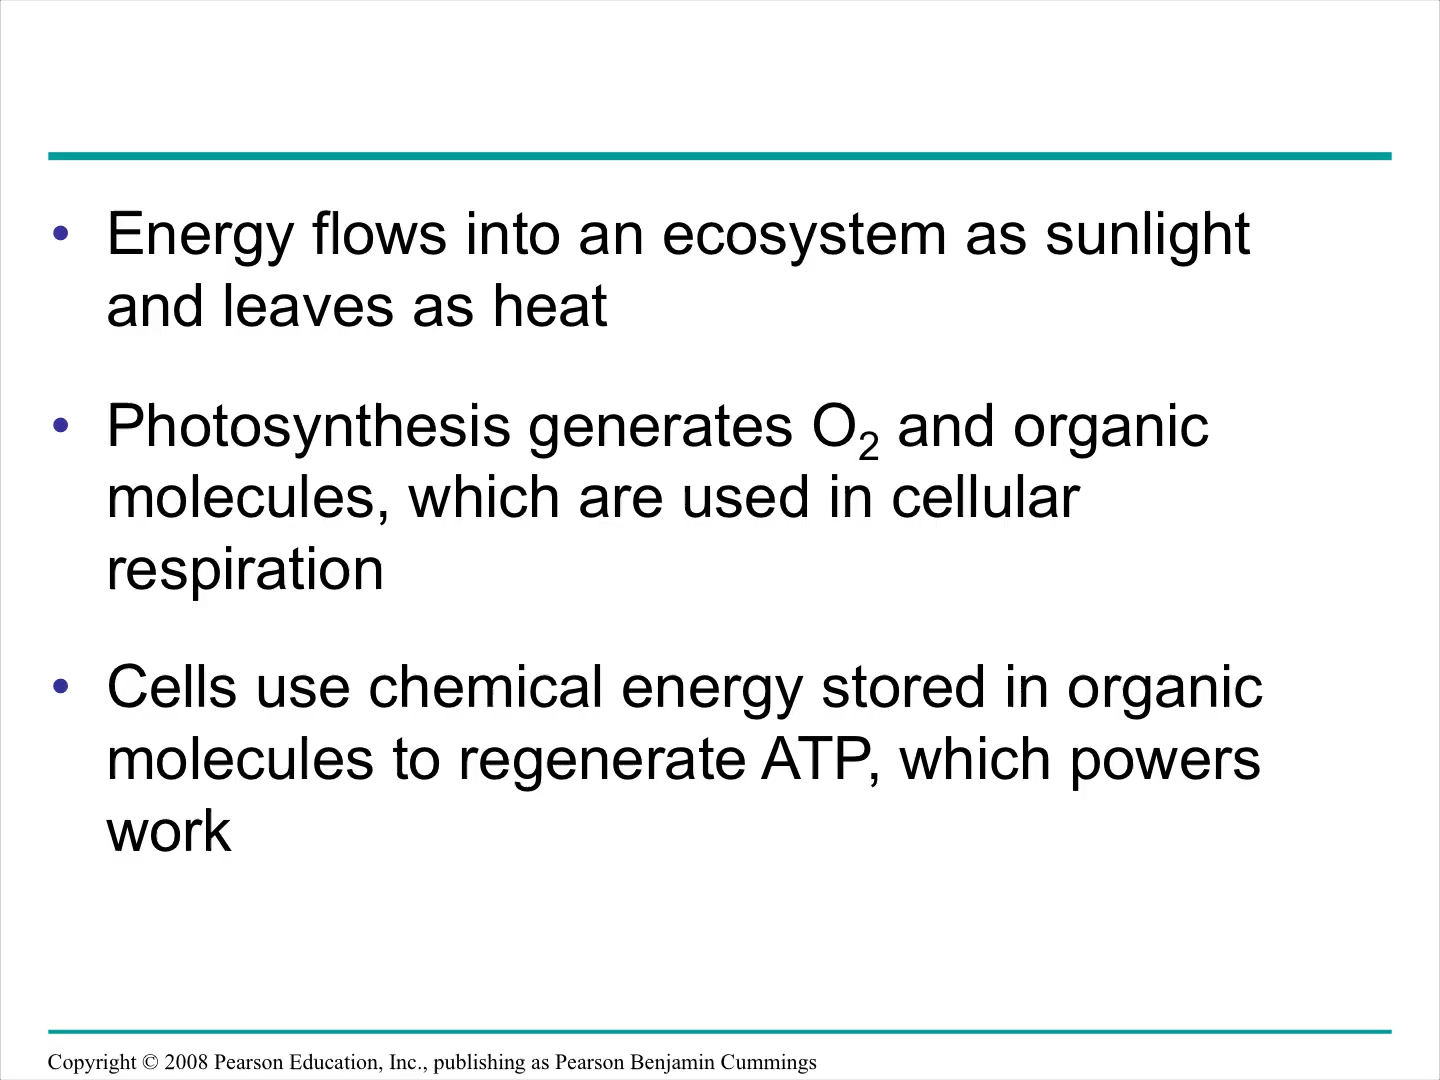 • Energy flows into an ecosystem as sunlight
and leaves as heat
• Photosynthesis generates O₂ and organic
molecules, which are used in cellular
respiration
• Cells use chemical energy stored in organic
molecules to regenerate ATP, which powers
work
Copyright © 2008 Pearson Education, Inc., publishing as Pearson Benjamin Cummings